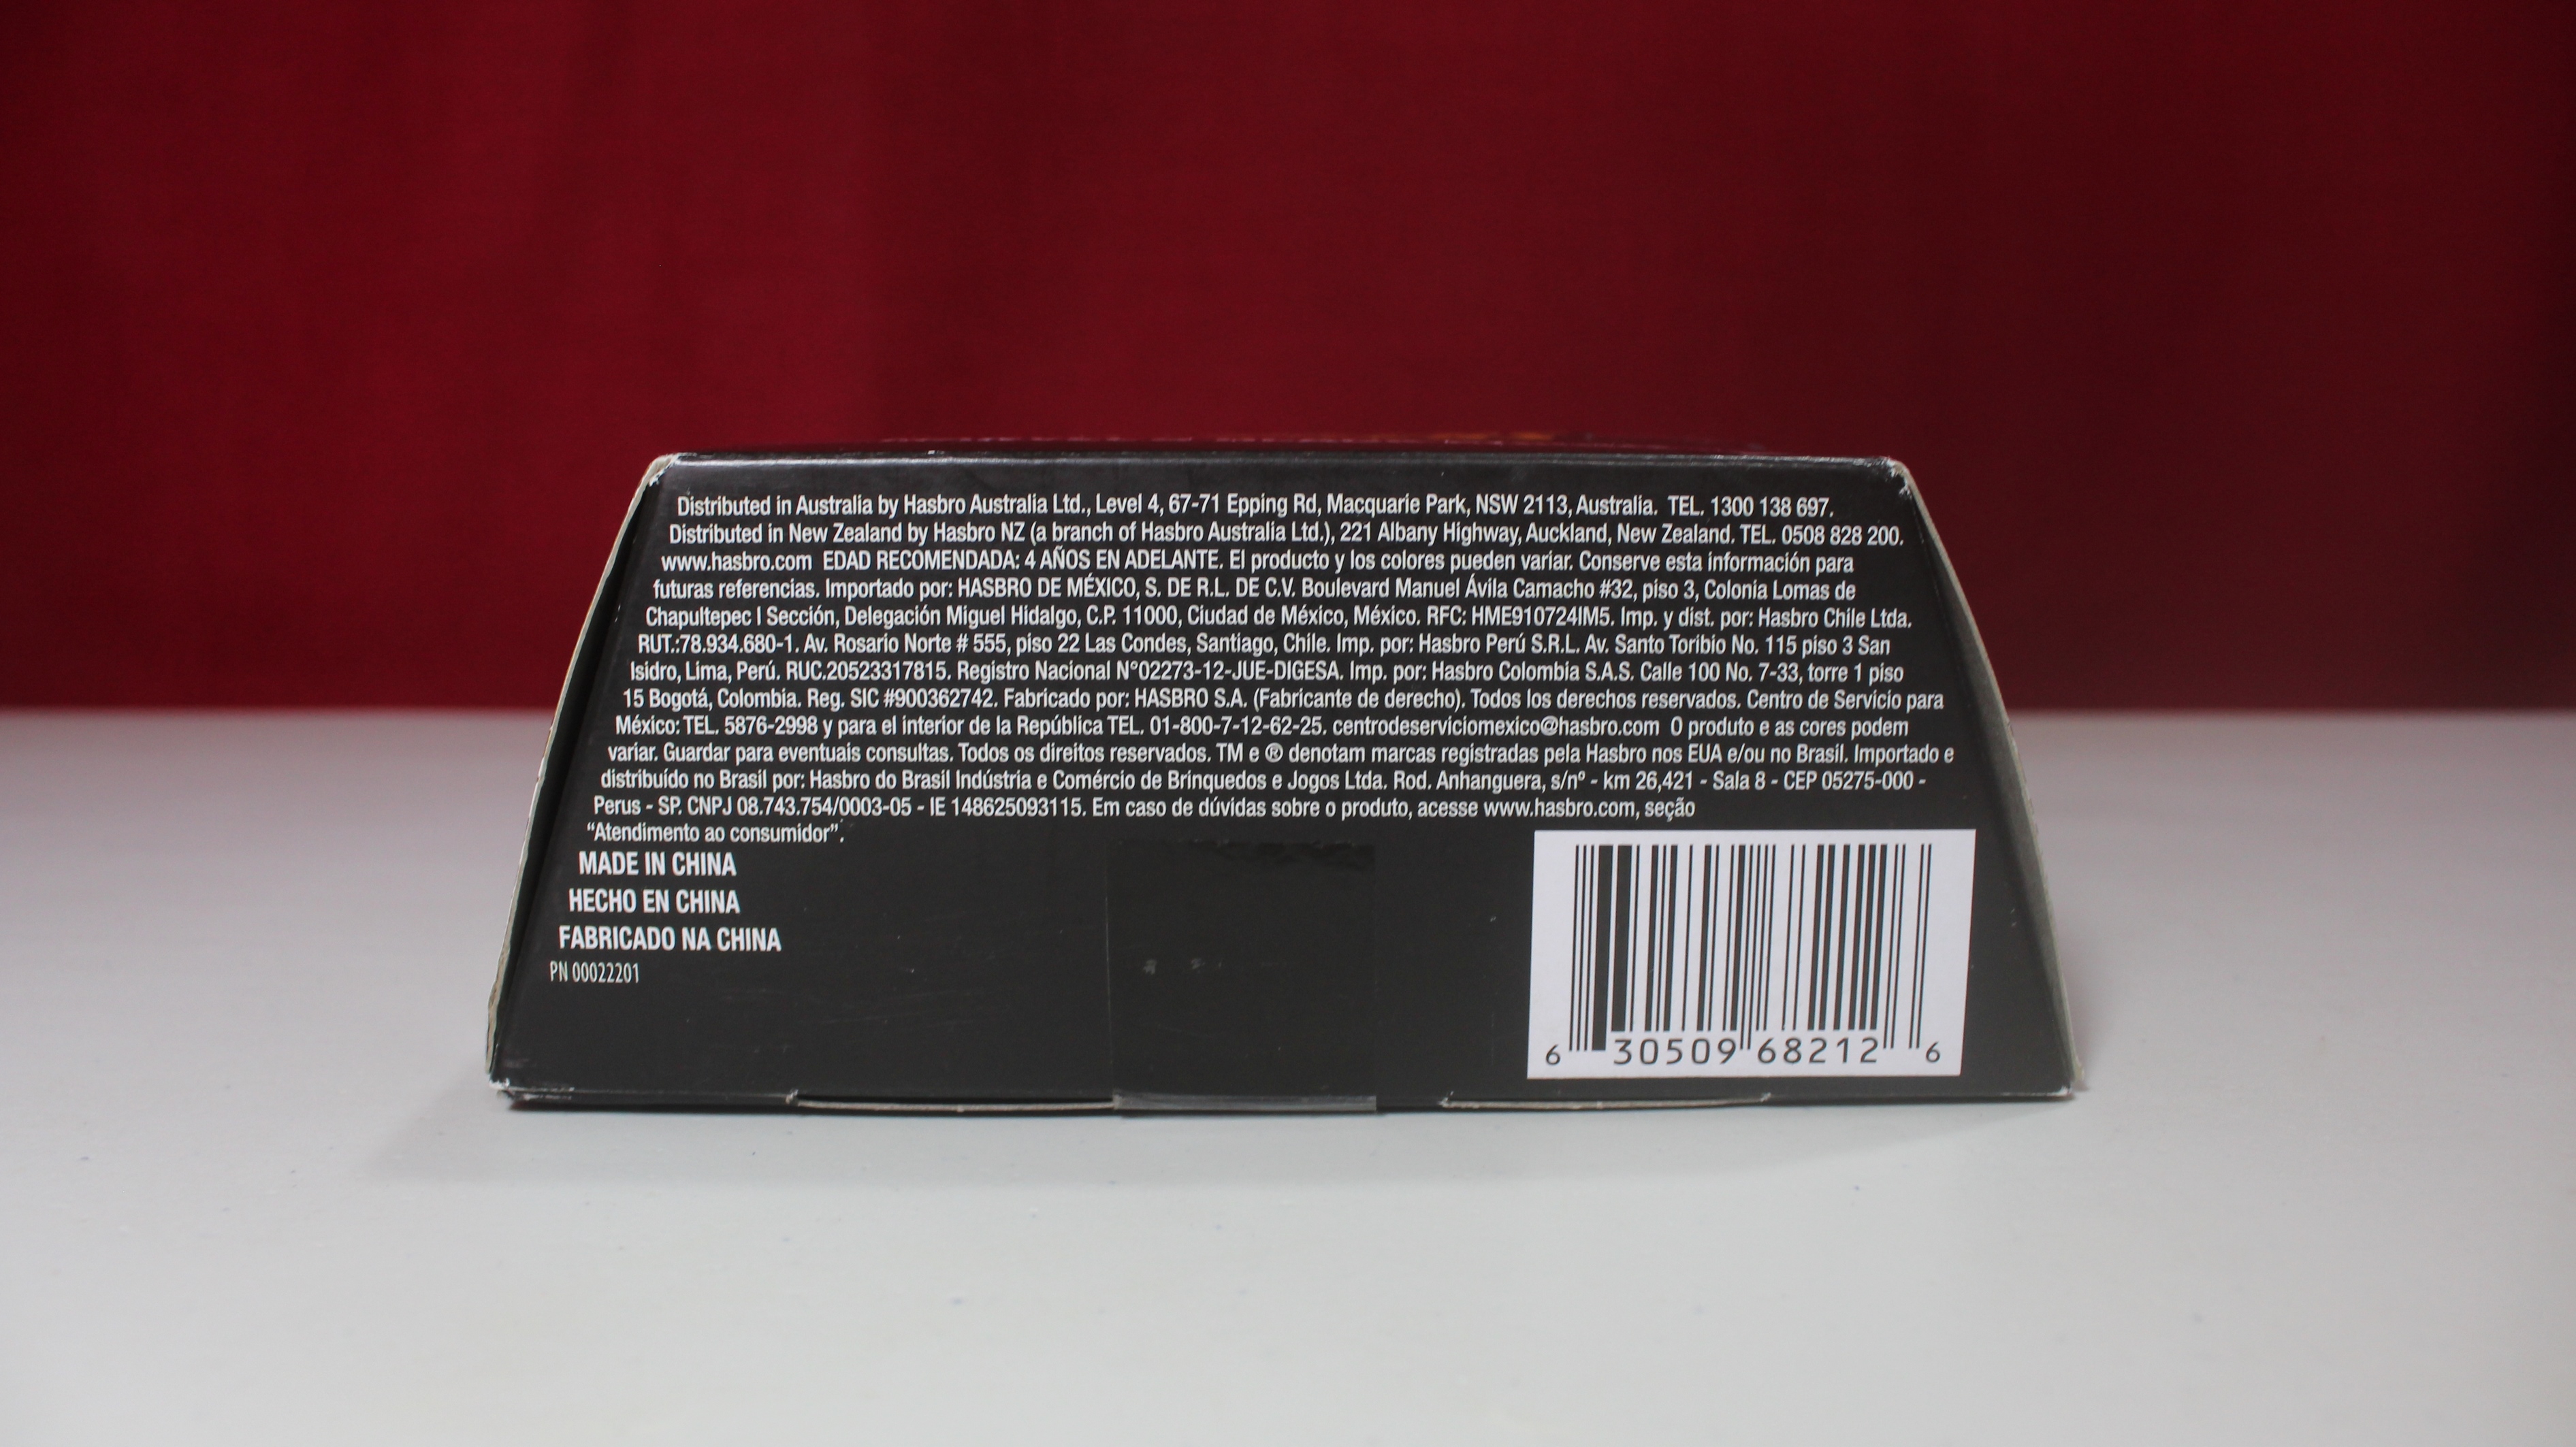 Distributed in Australia by Hasbro Australia Ltd., Level 4, 67-71 Epping Rd, Macquarie Park, NSW 2113, Australia. TEL. 1300 138 697.
Distributed in New Zealand by Hasbro NZ (a branch of Hasbro Australia Ltd.), 221 Albany Highway, Auckland, New Zealand. TEL. 0508 828 200.
www.hasbro.com EDAD RECOMENDADA: 4 AÑOS EN ADELANTE. El producto y los colores pueden variar. Conserve esta información para
futuras referencias. Importado por: HASBRO DE MÉXICO, S. DE R.L. DE C.V. Boulevard Manuel Ávila Camacho #32, piso 3, Colonia Lomas de
Chapultepec I Sección, Delegación Miguel Hidalgo, C.P. 11000, Ciudad de México, México. RFC: HME910724IM5. Imp. y dist. por: Hasbro Chile Ltda.
RUT.:78.934.680-1. Av. Rosario Norte # 555, piso 22 Las Condes, Santiago, Chile. Imp. por: Hasbro Perú S.R.L. Av. Santo Toribio No. 115 piso 3 San
Isidro, Lima, Perú. RUC.20523317815. Registro Nacional N°02273-12-JUE-DIGESA. Imp. por: Hasbro Colombia S.A.S. Calle 100 No. 7-33, torre 1 piso
15 Bogotá, Colombia. Reg. SIC #900362742. Fabricado por: HASBRO S.A. (Fabricante de derecho). Todos los derechos reservados. Centro de Servicio para
México: TEL. 5876-2998 y para el interior de la República TEL. 01-800-7-12-62-25. centrodeserviciomexico@hasbro.com O produto e as cores podem
variar. Guardar para eventuais consultas. Todos os direitos reservados. TM e ® denotam marcas registradas pela Hasbro nos EUA e/ou no Brasil. Importado e
distribuído no Brasil por: Hasbro do Brasil Indústria e Comércio de Brinquedos e Jogos Ltda. Rod. Anhanguera, s/nº - km 26,421 - Sala 8 - CEP 05275-000 -
Perus - SP. CNPJ 08.743.754/0003-05 - IE 148625093115. Em caso de dúvidas sobre o produto, acesse www.hasbro.com, seção
“Atendimento ao consumidor”.
MADE IN CHINA
HECHO EN CHINA
FABRICADO NA CHINA
PN 00022201
6 30509 68212 6